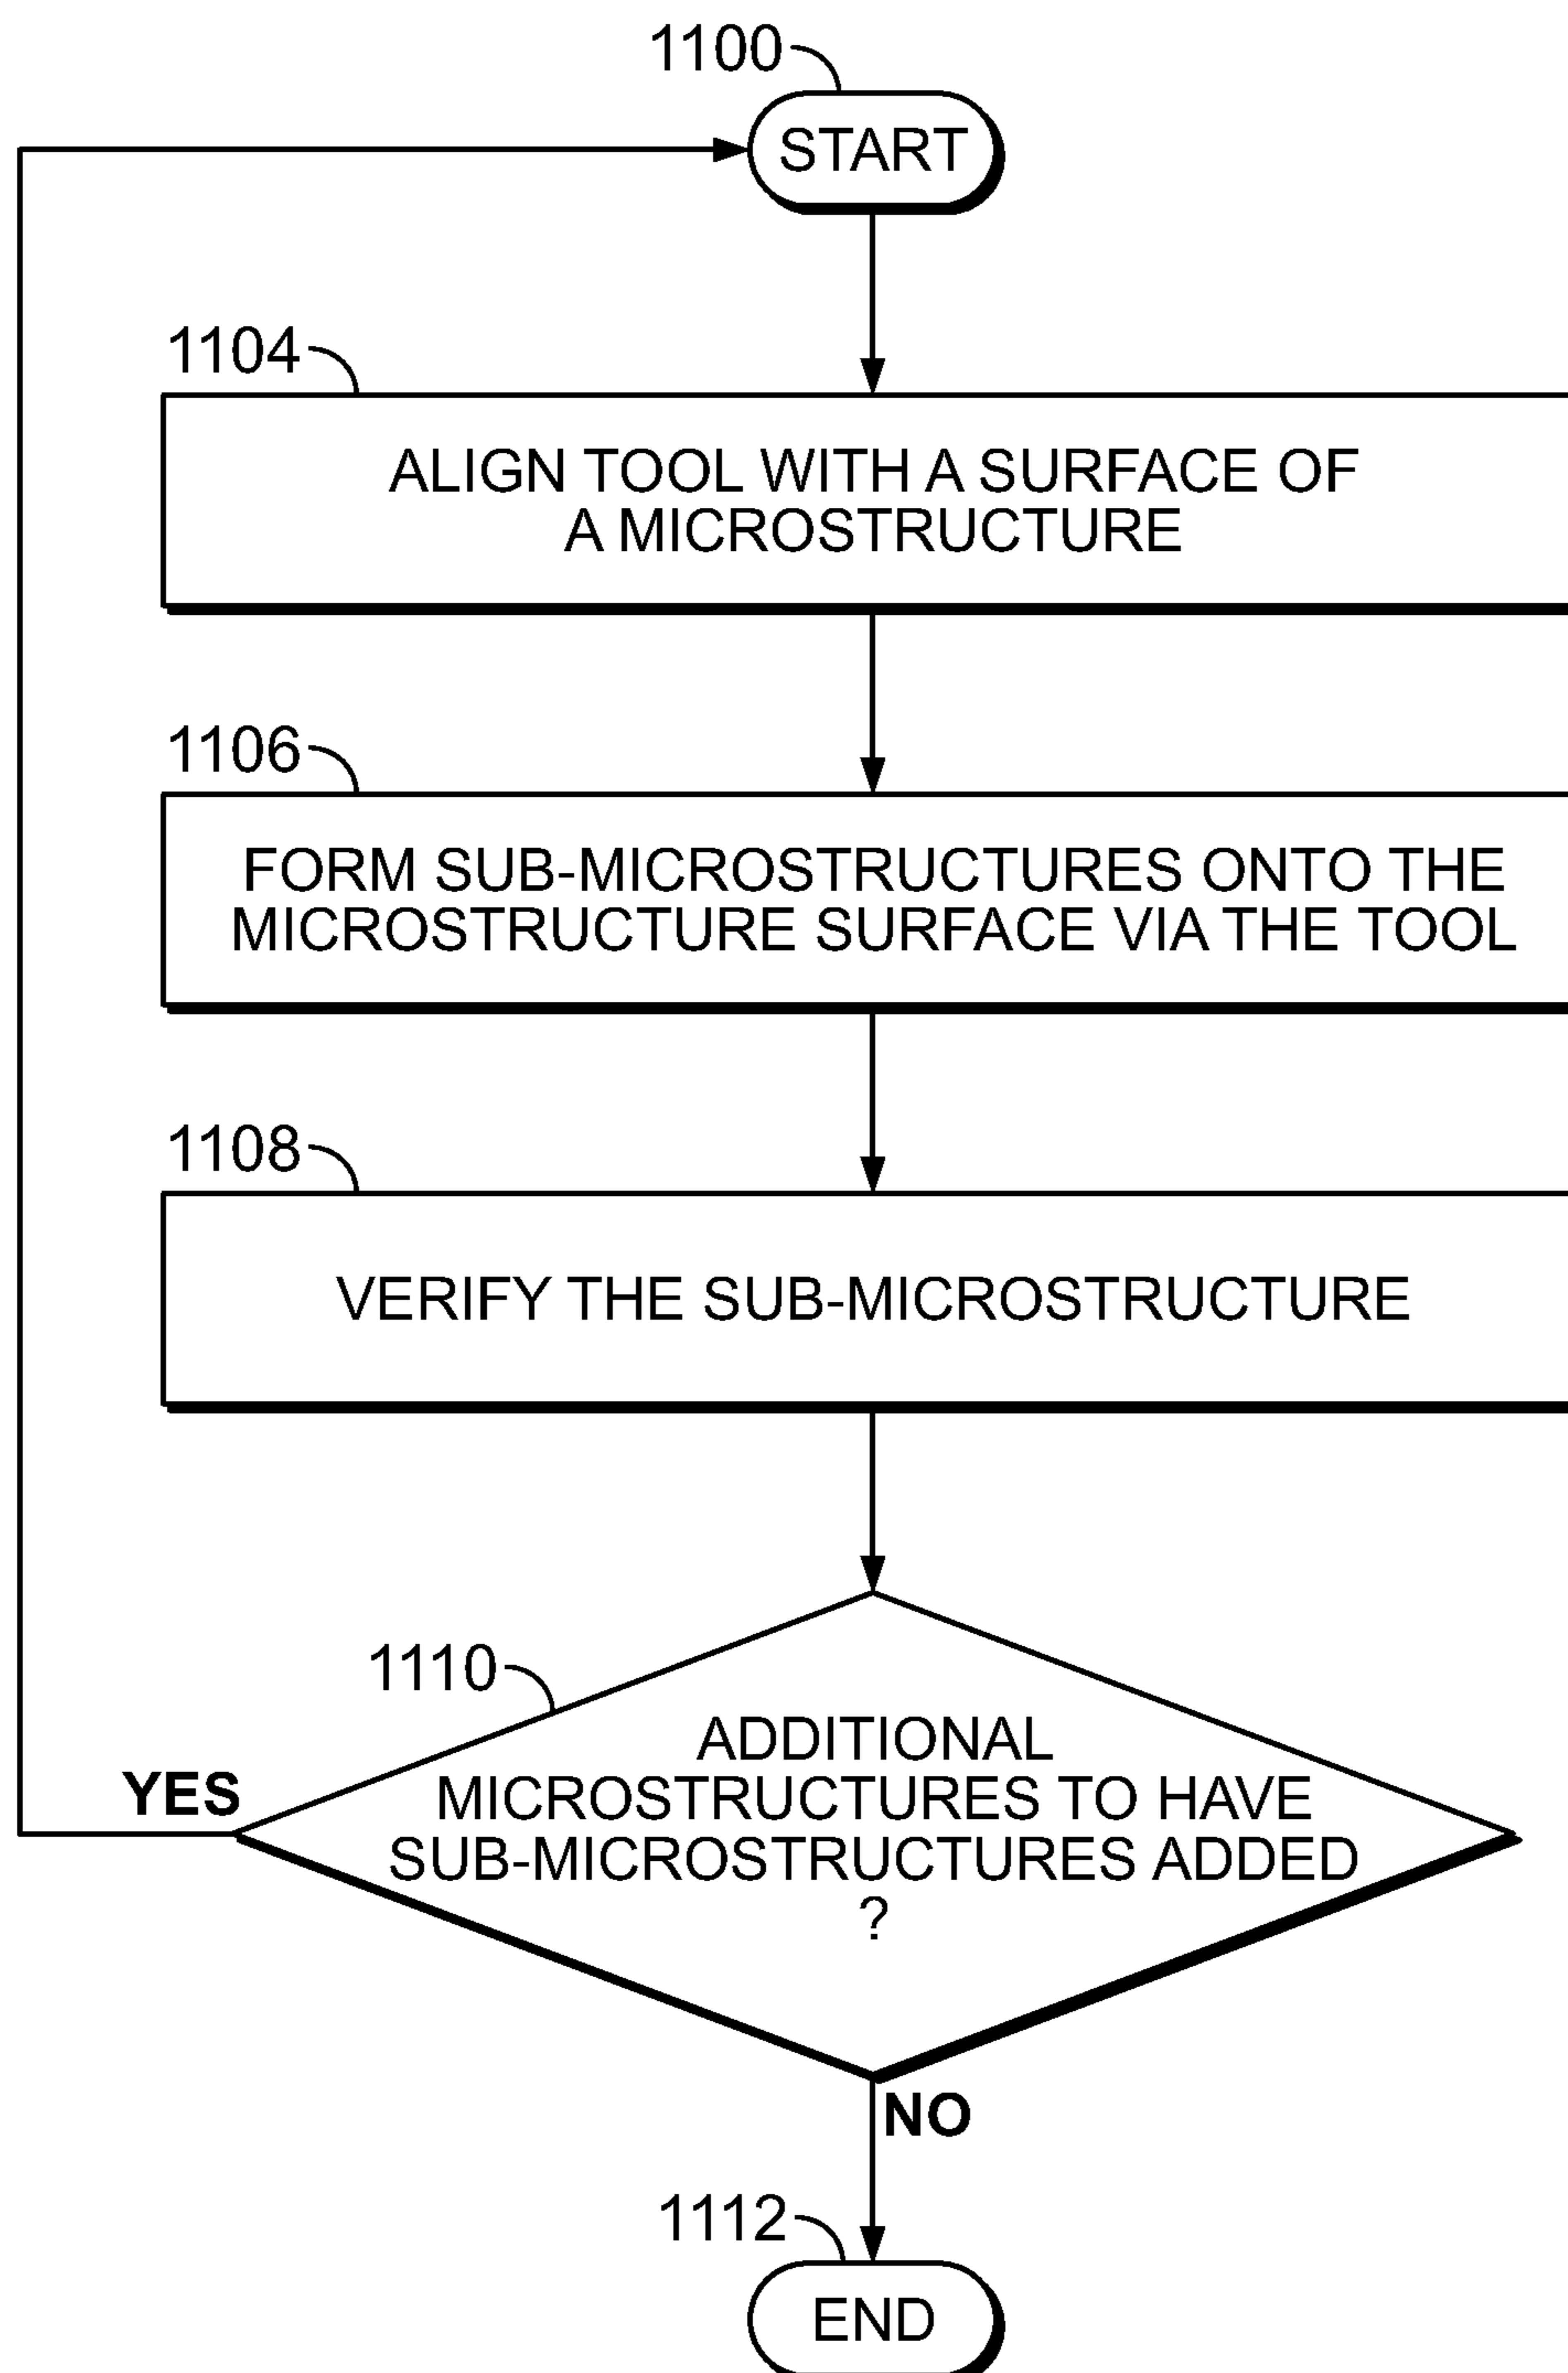 1100
START
1104
ALIGN TOOL WITH A SURFACE OF
A MICROSTRUCTURE
1106
FORM SUB-MICROSTRUCTURES ONTO THE
MICROSTRUCTURE SURFACE VIA THE TOOL
1108
VERIFY THE SUB-MICROSTRUCTURE
1110
ADDITIONAL
MICROSTRUCTURES TO HAVE
SUB-MICROSTRUCTURES ADDED
?
YES
NO
1112
END